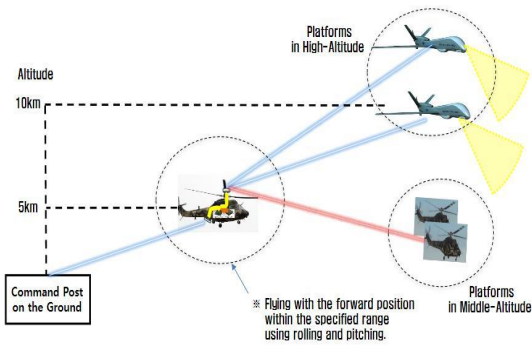 Platforms
in High-Altitude
Altitude
10km
5km
Command Post
on the Ground
※ Flying with the forward position
within the specified range
using rolling and pitching.
Platforms
in Middle-Altitude